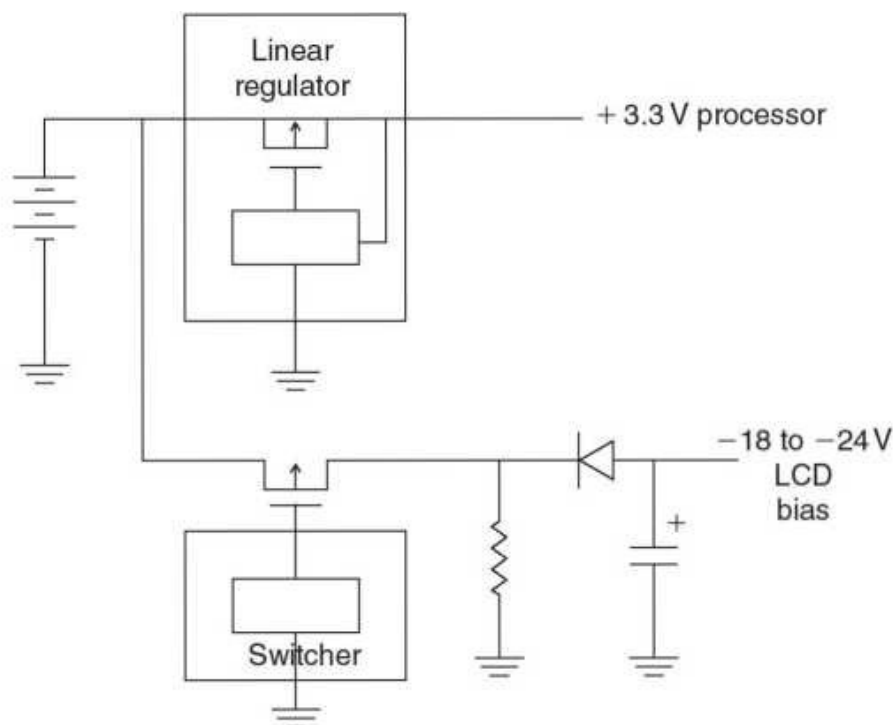 Linear
regulator
+ 3.3 V processor
−18 to −24 V
LCD
bias
+
Switcher